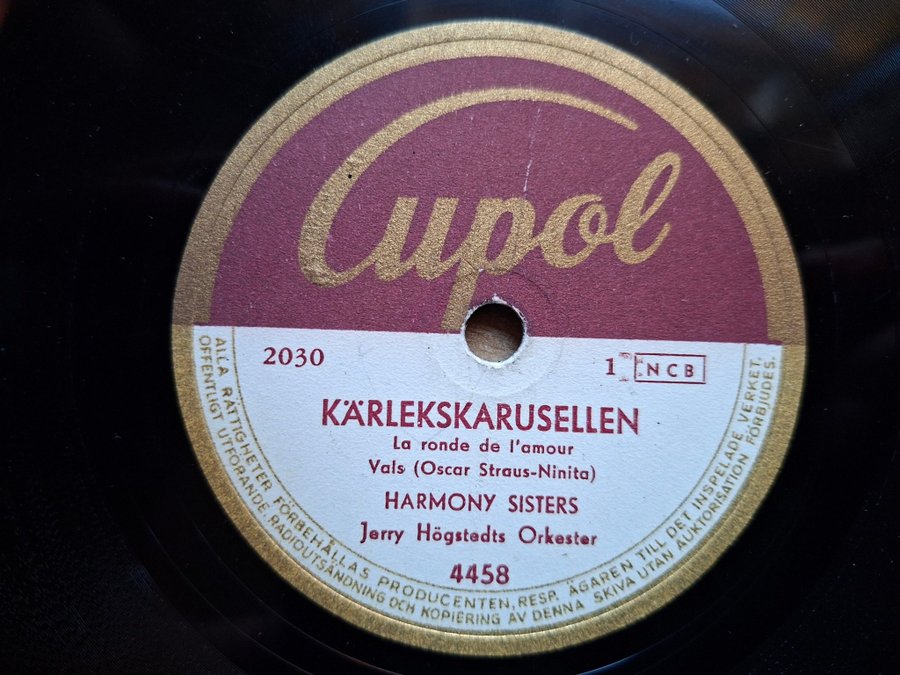 Cupol
2030
1 NCB
KÄRLEKSKARUSELLEN
La ronde de l'amour
Vals (Oscar Straus-Ninita)
HARMONY SISTERS
Jerry Högstedts Orkester
4458
ALLA RÄTTIGHETER FÖRBEHÅLLAS PRODUCENTEN, RESP. ÄGAREN TILL DET INSPELADE VERKET.
OFFENTLIGT UTFÖRANDE RADIOUTSÄNDNING OCH KOPIERING AV DENNA SKIVA UTAN AUKTORISATION FÖRBJUDES.